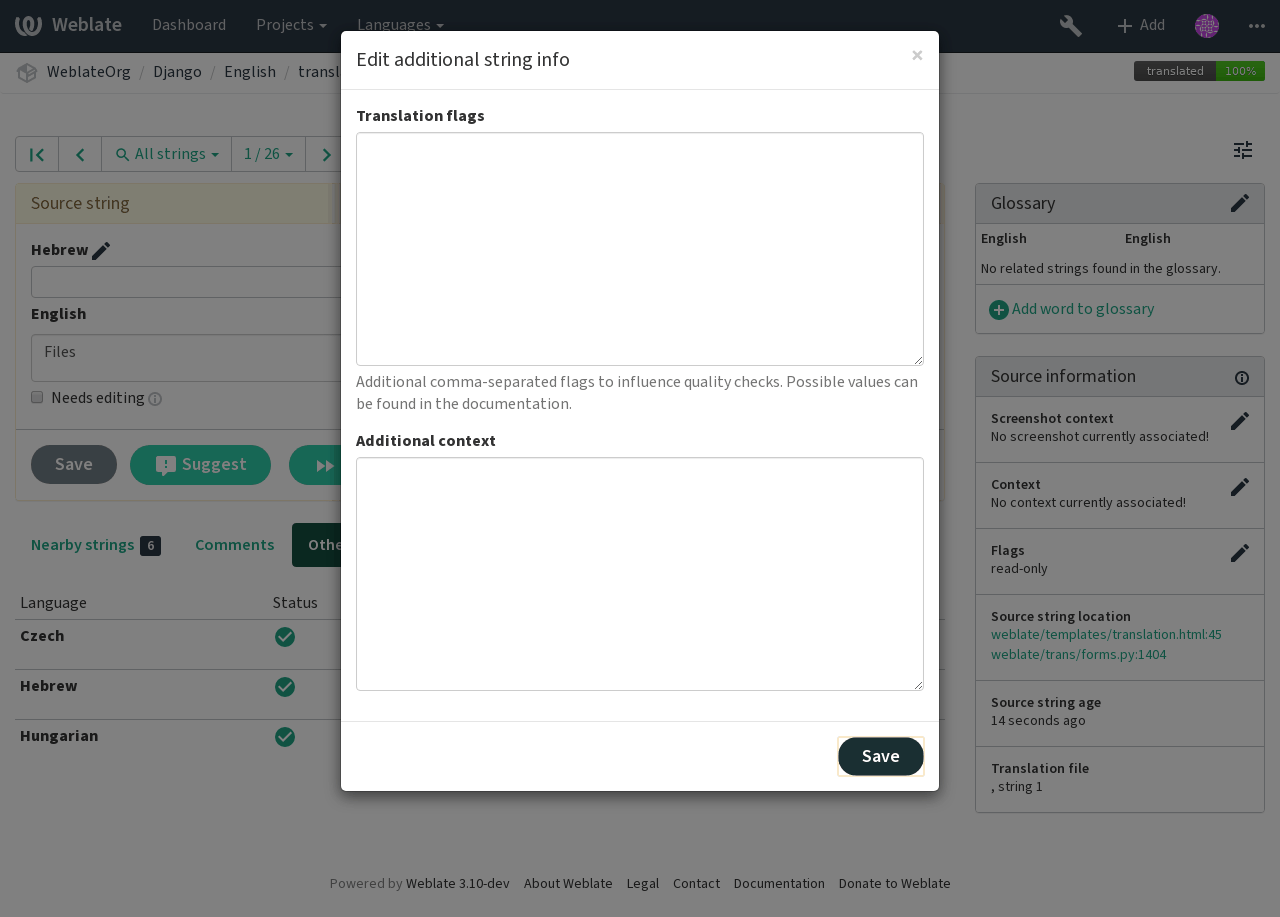 Weblate Dashboard Projects Languages Add
WeblateOrg / Django / English / transl
translated 100%
Edit additional string info ×
Translation flags
Additional comma-separated flags to influence quality checks. Possible values can
be found in the documentation.
Additional context
Save
All strings 1 / 26
Source string
Hebrew
English
Files
Needs editing
Save Suggest
Nearby strings 6 Comments Othe
Language Status
Czech
Hebrew
Hungarian
Glossary
English English
No related strings found in the glossary.
Add word to glossary
Source information
Screenshot context
No screenshot currently associated!
Context
No context currently associated!
Flags
read-only
Source string location
weblate/templates/translation.html:45
weblate/trans/forms.py:1404
Source string age
14 seconds ago
Translation file
, string 1
Powered by Weblate 3.10-dev About Weblate Legal Contact Documentation Donate to Weblate